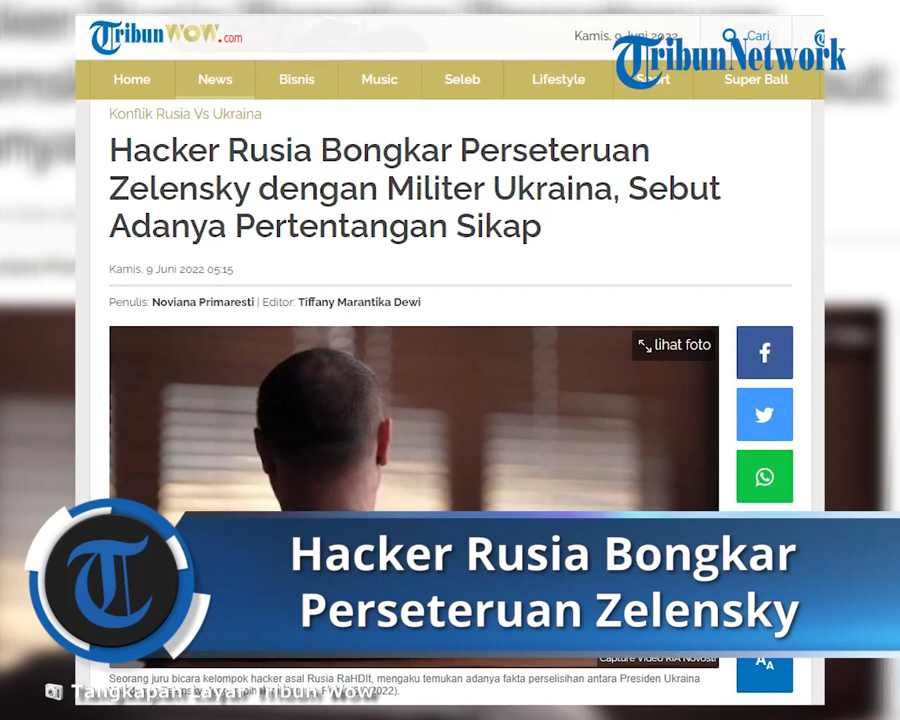 TribunWOW.com
Kamis, 9 Juni 2022
Cari
TribunNetwork
Home News Bisnis Music Seleb Lifestyle Sport Super Ball
Konflik Rusia Vs Ukraina
Hacker Rusia Bongkar Perseteruan
Zelensky dengan Militer Ukraina, Sebut
Adanya Pertentangan Sikap
Kamis, 9 Juni 2022 05:15
Penulis: Noviana Primaresti | Editor: Tiffany Marantika Dewi
lihat foto
Hacker Rusia Bongkar
Perseteruan Zelensky
Capture Video RIA Novosti
AA
Seorang juru bicara kelompok hacker asal Rusia RaHDIt, mengaku temukan adanya fakta perselisihan antara Presiden Ukraina
Tangkapan Layar Tribun Wow